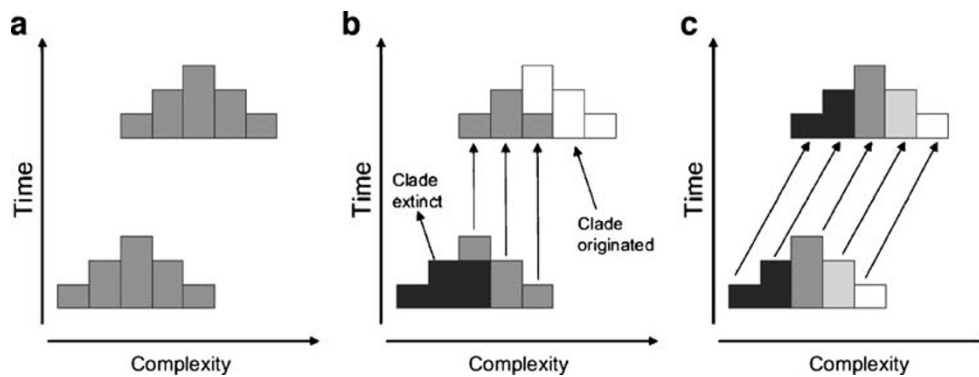 a
Time
Complexity
b
Time
Clade
extinct
Clade
originated
Complexity
c
Time
Complexity